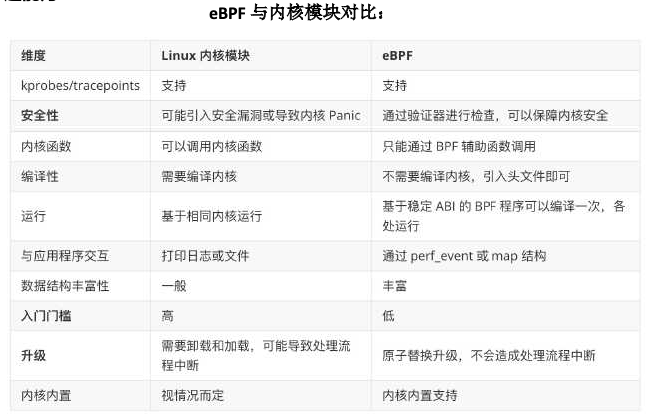 eBPF 与内核模块对比：
维度 Linux 内核模块 eBPF
kprobes/tracepoints 支持 支持
安全性 可能引入安全漏洞或导致内核 Panic 通过验证器进行检查，可以保障内核安全
内核函数 可以调用内核函数 只能通过 BPF 辅助函数调用
编译性 需要编译内核 不需要编译内核，引入头文件即可
运行 基于相同内核运行 基于稳定 ABI 的 BPF 程序可以编译一次，各
处运行
与应用程序交互 打印日志或文件 通过 perf_event 或 map 结构
数据结构丰富性 一般 丰富
入门门槛 高 低
升级 需要卸载和加载，可能导致处理流
程中断 原子替换升级，不会造成处理流程中断
内核内置 视情况而定 内核内置支持